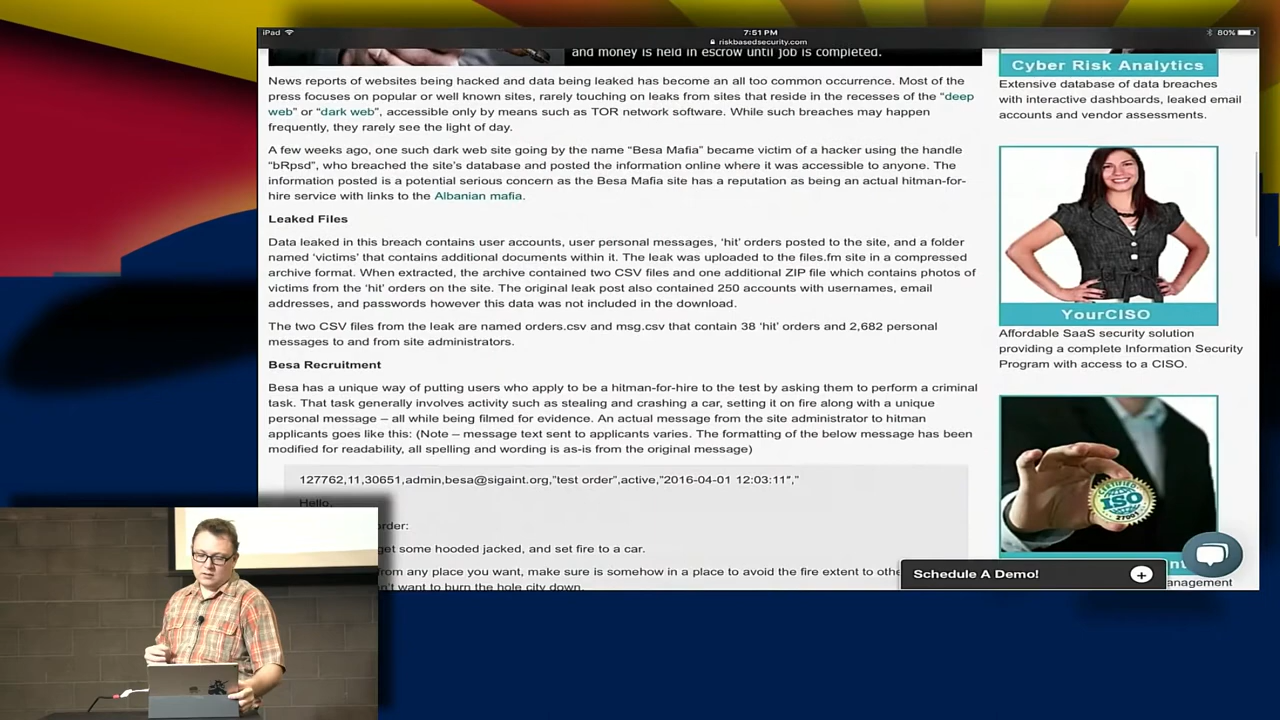 iPad
7:51 PM
80%
riskbasedsecurity.com
and money is held in escrow until job is completed.
News reports of websites being hacked and data being leaked has become an all too common occurrence. Most of the
press focuses on popular or well known sites, rarely touching on leaks from sites that reside in the recesses of the “deep
web” or “dark web”, accessible only by means such as TOR network software. While such breaches may happen
frequently, they rarely see the light of day.
A few weeks ago, one such dark web site going by the name “Besa Mafia” became victim of a hacker using the handle
“bRpsd”, who breached the site’s database and posted the information online where it was accessible to anyone. The
information posted is a potential serious concern as the Besa Mafia site has a reputation as being an actual hitman-for-
hire service with links to the Albanian mafia.
Leaked Files
Data leaked in this breach contains user accounts, user personal messages, ‘hit’ orders posted to the site, and a folder
named ‘victims’ that contains additional documents within it. The leak was uploaded to the files.fm site in a compressed
archive format. When extracted, the archive contained two CSV files and one additional ZIP file which contains photos of
victims from the ‘hit’ orders on the site. The original leak post also contained 250 accounts with usernames, email
addresses, and passwords however this data was not included in the download.
The two CSV files from the leak are named orders.csv and msg.csv that contain 38 ‘hit’ orders and 2,682 personal
messages to and from site administrators.
Besa Recruitment
Besa has a unique way of putting users who apply to be a hitman-for-hire to the test by asking them to perform a criminal
task. That task generally involves activity such as stealing and crashing a car, setting it on fire along with a unique
personal message – all while being filmed for evidence. An actual message from the site administrator to hitman
applicants goes like this: (Note – message text sent to applicants varies. The formatting of the below message has been
modified for readability, all spelling and wording is as-is from the original message)
127762,11,30651,admin,besa@sigaint.org,”test order”,active,”2016-04-01 12:03:11″,”
Hello,
order:
get some hooded jacked, and set fire to a car.
from any place you want, make sure is somehow in a place to avoid the fire extent to
want to burn the hole city down.
Cyber Risk Analytics
Extensive database of data breaches
with interactive dashboards, leaked email
accounts and vendor assessments.
YourCISO
Affordable SaaS security solution
providing a complete Information Security
Program with access to a CISO.
CERTIFIED
ISO
27001
Schedule A Demo!